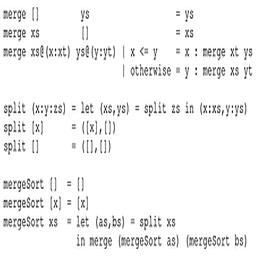 merge [] ys = ys
merge xs [] = xs
merge xs@(x:xt) ys@(y:yt) | x <= y = x : merge xt ys
| otherwise = y : merge xs yt
split (x:y:zs) = let (xs,ys) = split zs in (x:xs,y:ys)
split [x] = ([x],[])
split [] = ([],[])
mergeSort [] = []
mergeSort [x] = [x]
mergeSort xs = let (as,bs) = split xs
in merge (mergeSort as) (mergeSort bs)